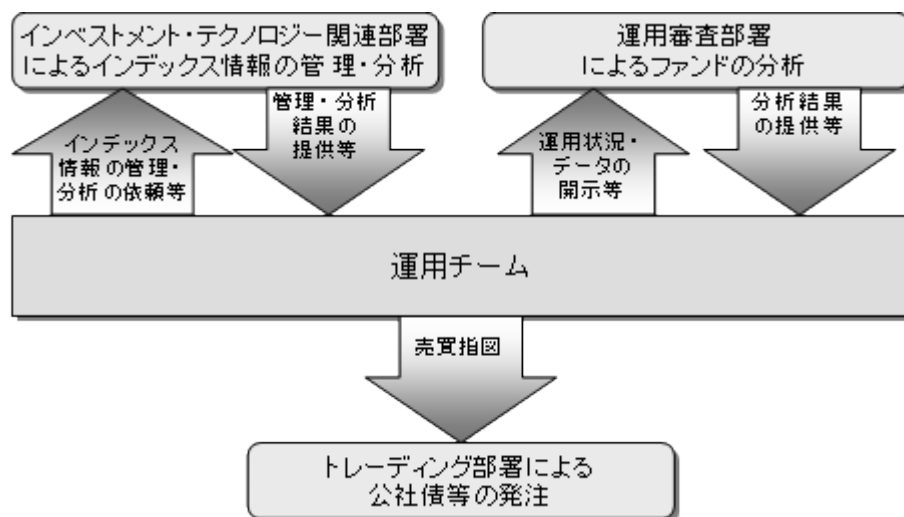 インベストメント・テクノロジー関連部署
によるインデックス情報の管理・分析
運用審査部署
によるファンドの分析
インデックス
情報の管理・
分析の依頼等
管理・分析
結果の
提供等
運用状況・
データの
開示等
分析結果
の提供等
運用チーム
売買指図
トレーディング部署による
公社債等の発注